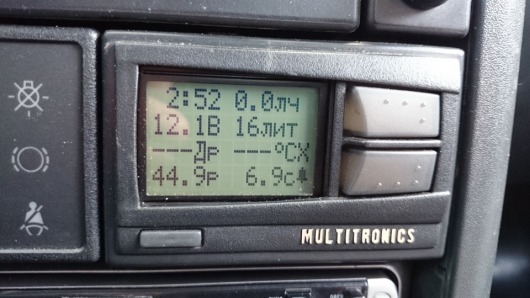 2:52 0.0лч
12.1В 16лит
---Др ---°СХ
44.9р 6.9с
MULTITRONICS